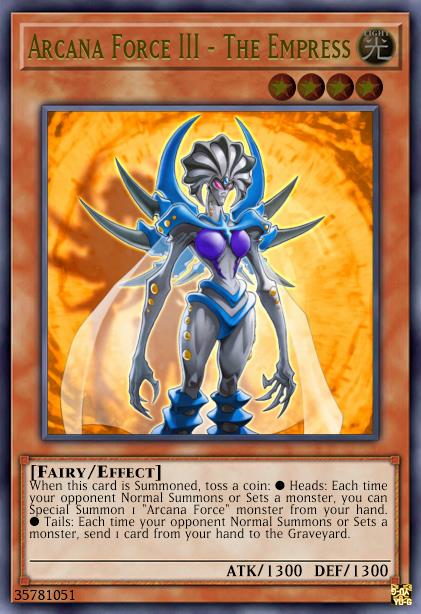 ARCANA FORCE III - THE EMPRESS
LIGHT
光
[FAIRY/EFFECT]
When this card is Summoned, toss a coin: ● Heads: Each time
your opponent Normal Summons or Sets a monster, you can
Special Summon 1 "Arcana Force" monster from your hand.
● Tails: Each time your opponent Normal Summons or Sets a
monster, send 1 card from your hand to the Graveyard.
ATK/1300 DEF/1300
35781051